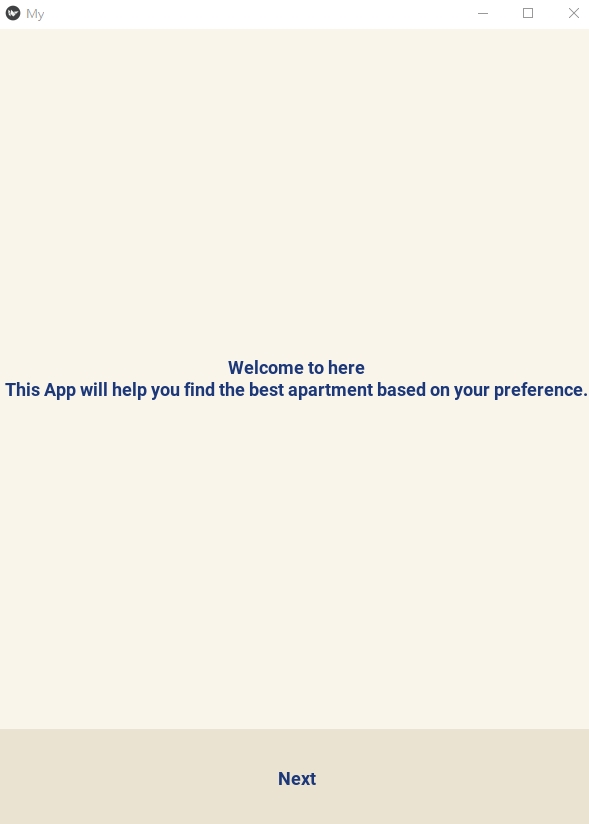 My
Welcome to here
This App will help you find the best apartment based on your preference.
Next